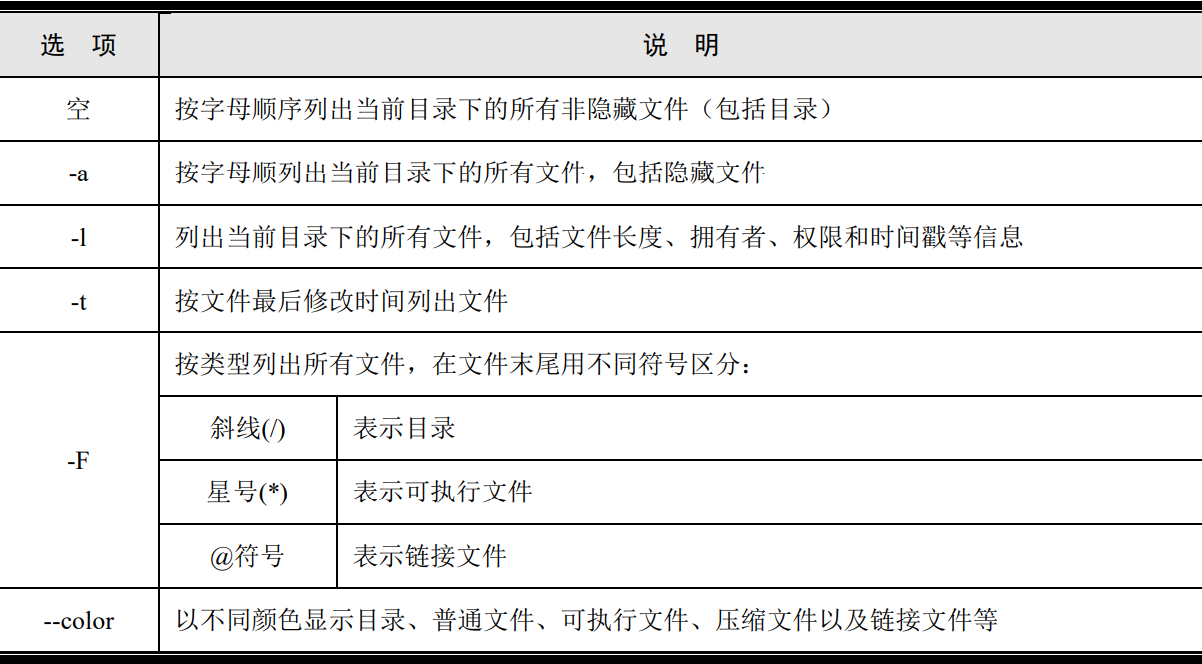 选 项 说 明
空 按字母顺序列出当前目录下的所有非隐藏文件（包括目录）
-a 按字母顺列出当前目录下的所有文件，包括隐藏文件
-l 列出当前目录下的所有文件，包括文件长度、拥有者、权限和时间戳等信息
-t 按文件最后修改时间列出文件
-F 按类型列出所有文件，在文件末尾用不同符号区分：
斜线(/) 表示目录
星号(*) 表示可执行文件
@符号 表示链接文件
--color 以不同颜色显示目录、普通文件、可执行文件、压缩文件以及链接文件等